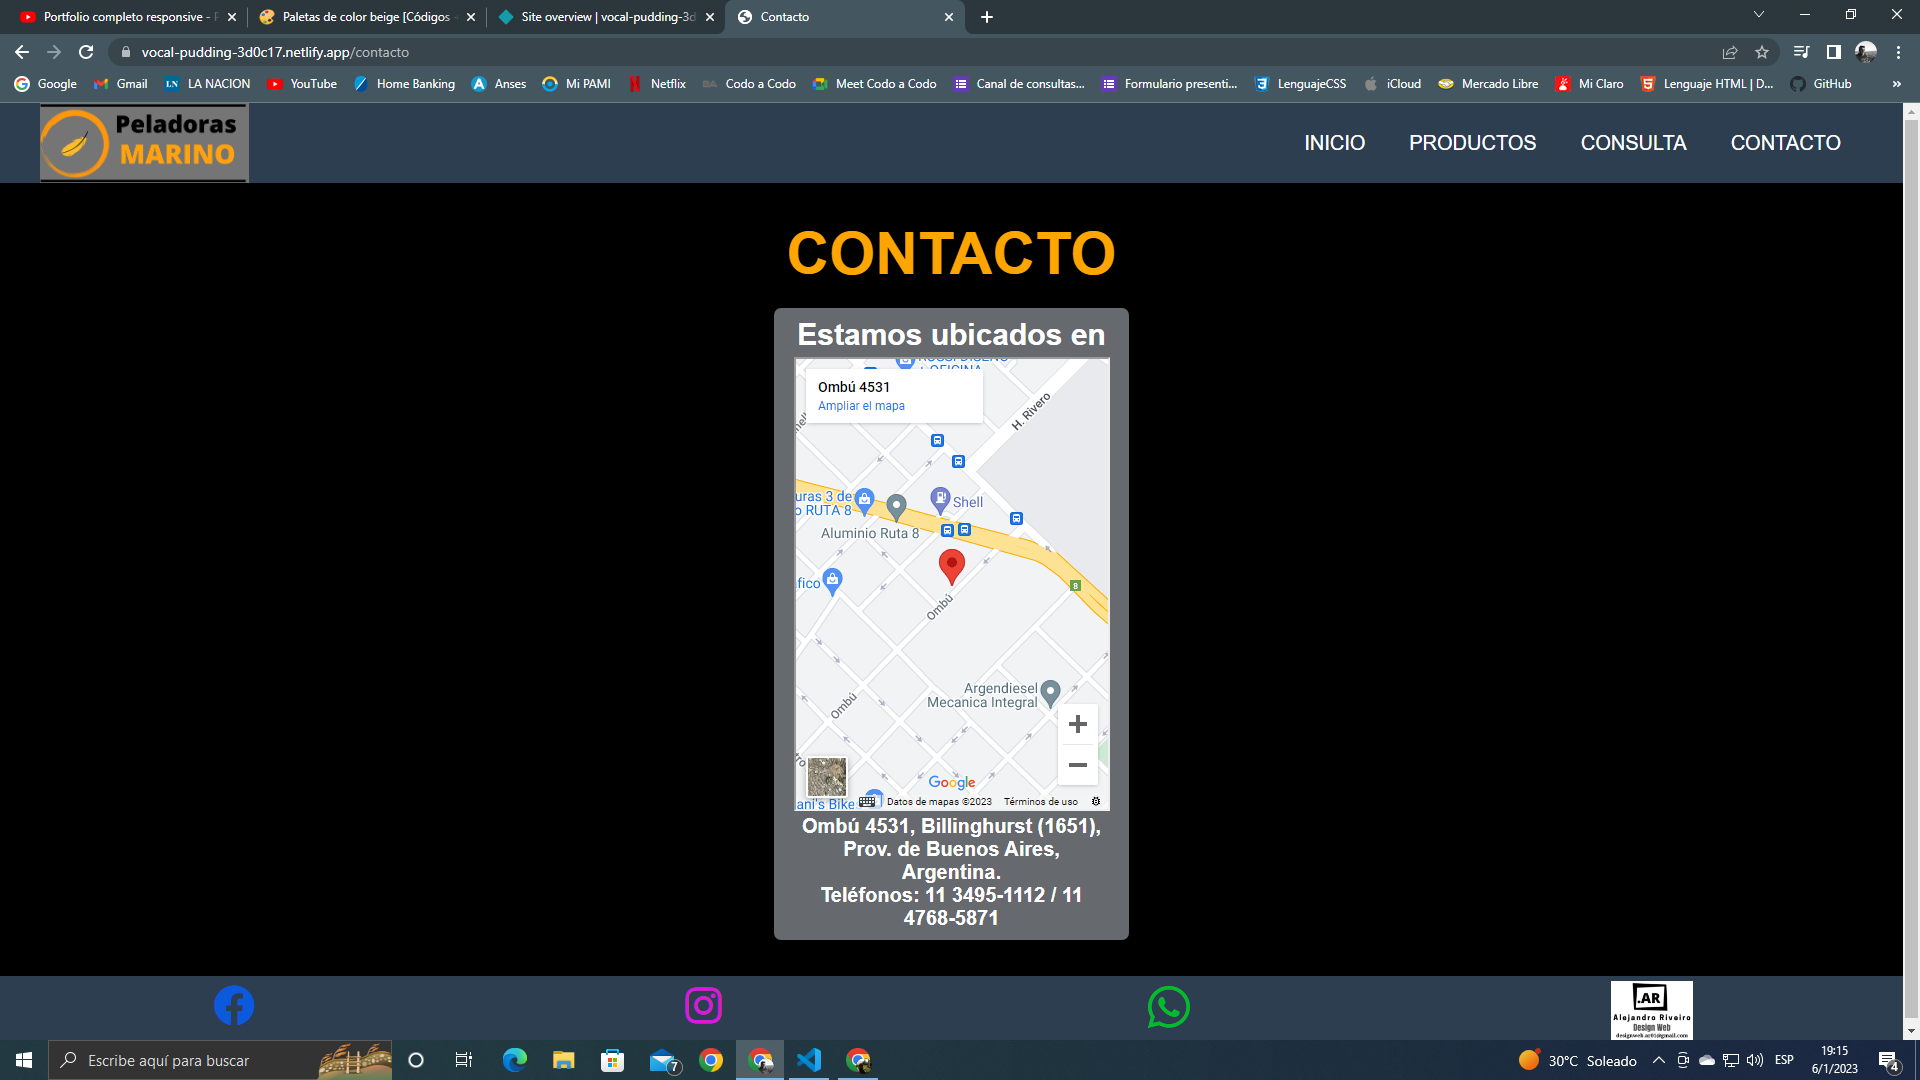 Portfolio completo responsive -
Paletas de color beige [Códigos
Site overview | vocal-pudding-3d
Contacto
vocal-pudding-3d0c17.netlify.app/contacto
Google
Gmail
LN
LA NACION
YouTube
Home Banking
Anses
Mi PAMI
Netflix
Codo a Codo
Meet Codo a Codo
Canal de consultas...
Formulario presenti...
LenguajeCSS
iCloud
Mercado Libre
Mi Claro
Lenguaje HTML | D...
GitHub
Peladoras
MARINO
INICIO
PRODUCTOS
CONSULTA
CONTACTO
CONTACTO
Estamos ubicados en
OFICINA
Ombú 4531
Ampliar el mapa
H. Rivero
uras 3 de
RUTA 8
Shell
Aluminio Ruta 8
fico
8
Ombú
Argendiesel
Mecanica Integral
Ombú
Google
ani's Bike
Datos de mapas ©2023
Términos de uso
Ombú 4531, Billinghurst (1651),
Prov. de Buenos Aires,
Argentina.
Teléfonos: 11 3495-1112 / 11
4768-5871
.AR
Alejandro Riveiro
Design Web
Escribe aquí para buscar
7
30°C Soleado
ESP
19:15
6/1/2023
4